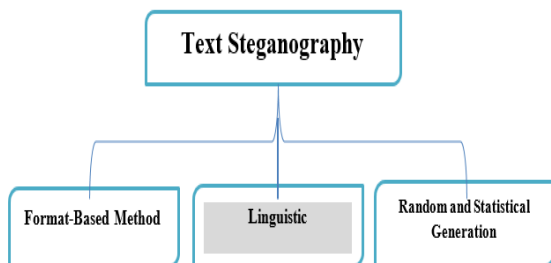 Text Steganography
Format-Based Method
Linguistic
Random and Statistical
Generation